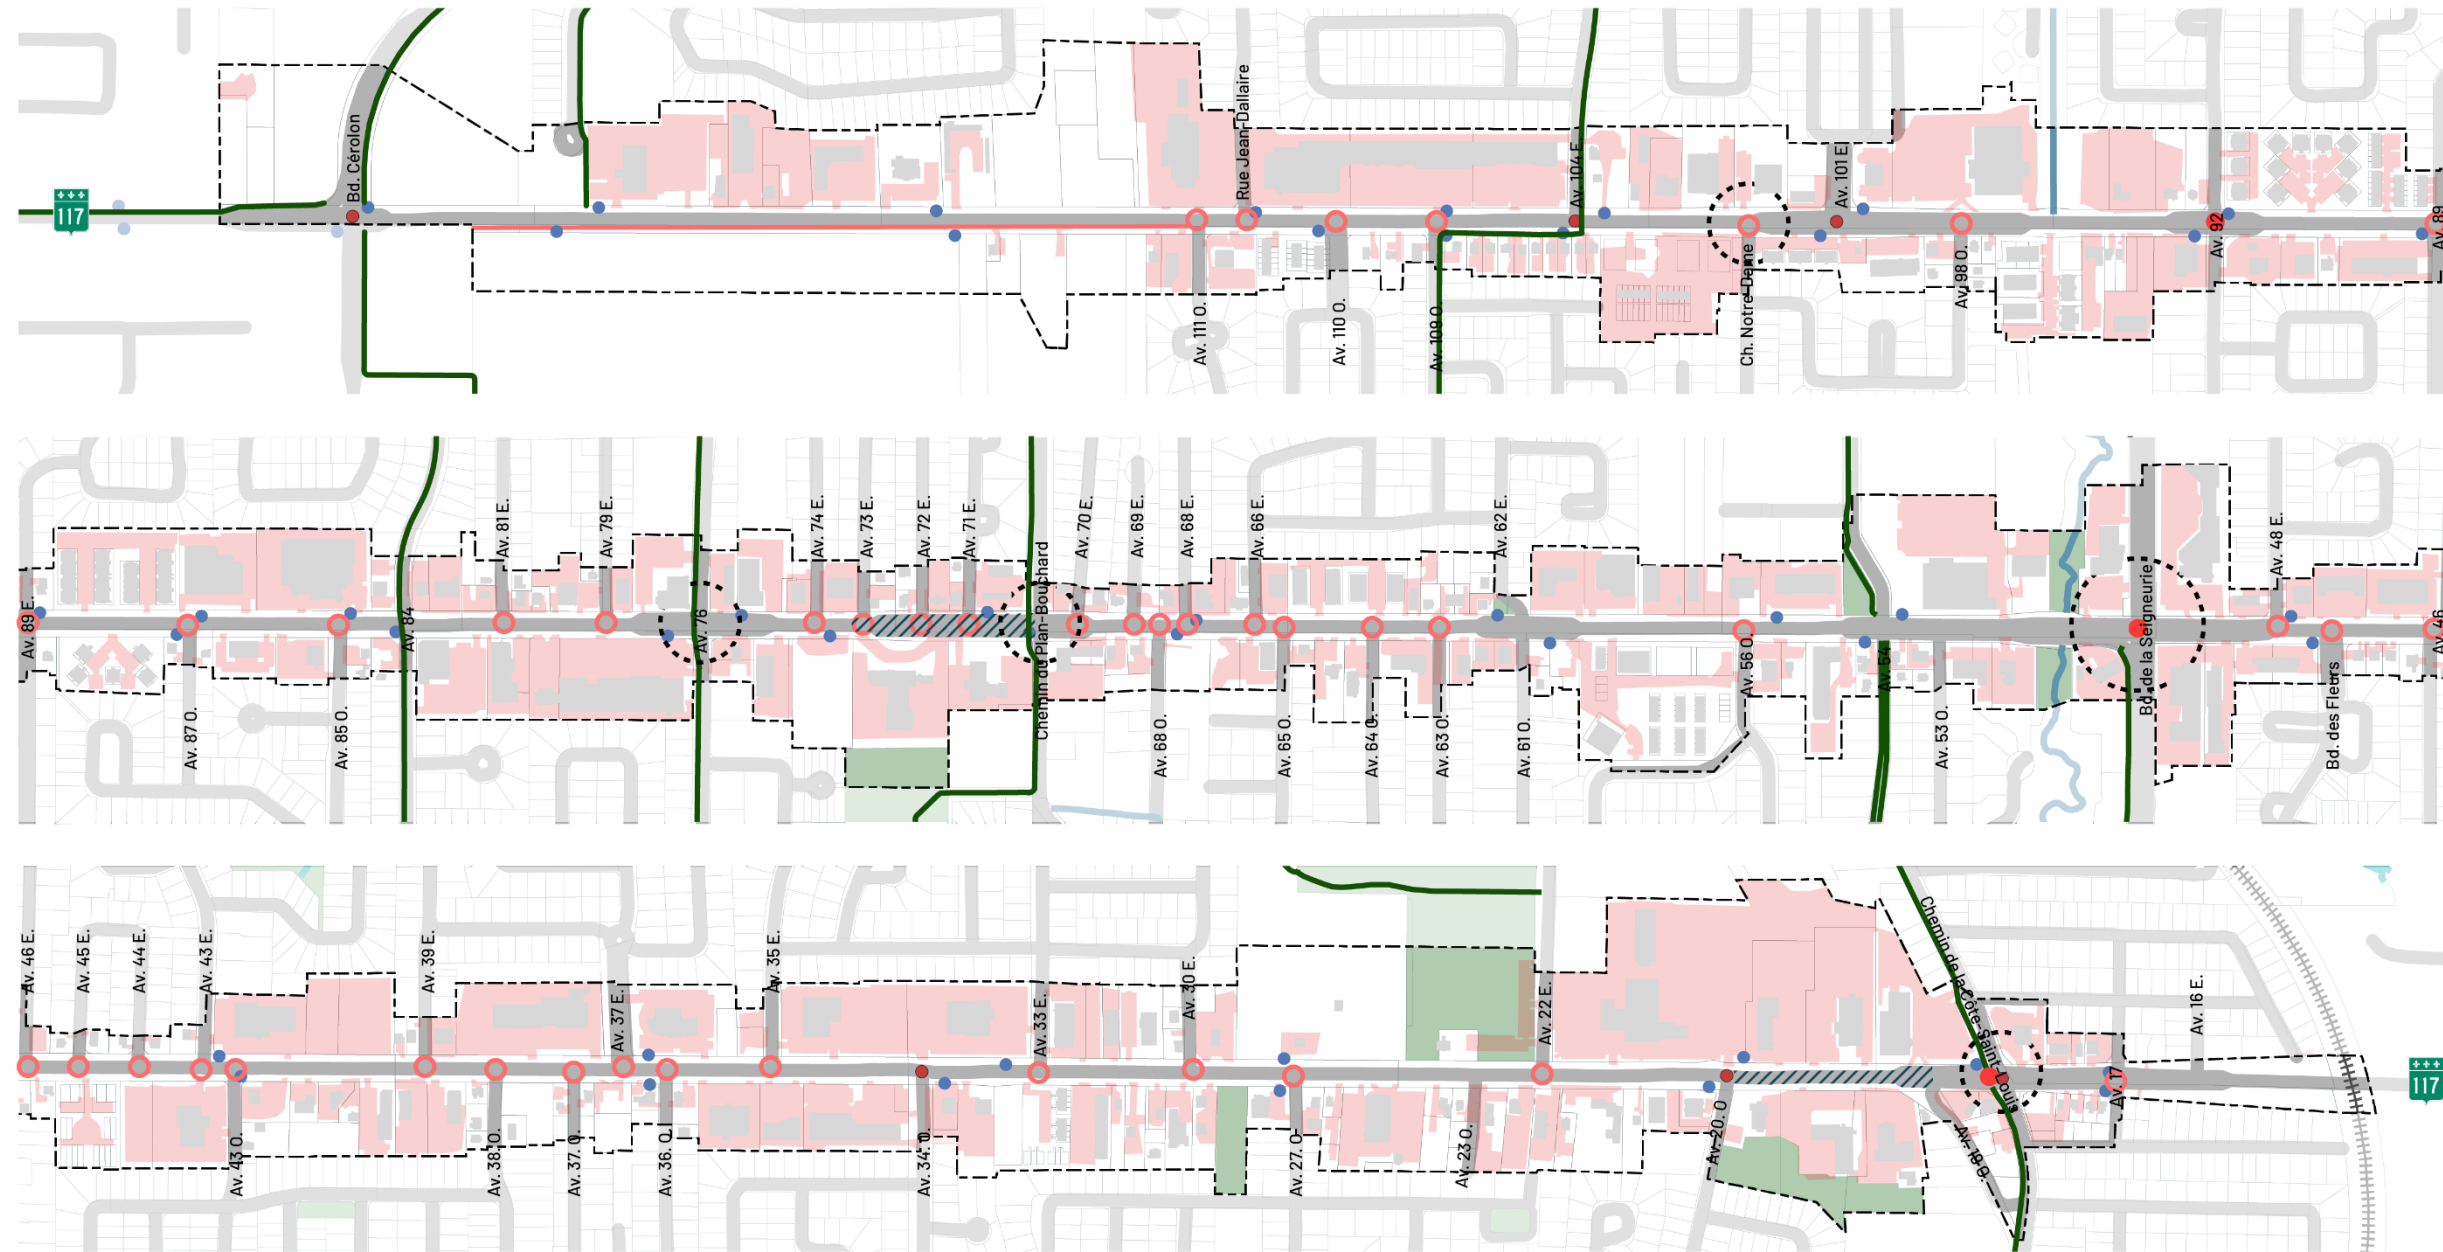 117
Bd. Cérolon
Rue Jean-Dallaire
Av. 104 E.
Av. 101 E.
Av. 92
Av. 89
Av. 111 O.
Av. 110 O.
Av. 109 O.
Ch. Notre-Dame
Av. 98 O.
Av. 89 E.
Av. 87 O.
Av. 85 O.
Av. 84
Av. 81 E.
Av. 79 E.
Av. 76
Av. 74 E.
Av. 73 E.
Av. 72 E.
Av. 71 E.
Chemin du Plan-Bouchard
Av. 70 E.
Av. 69 E.
Av. 68 E.
Av. 68 O.
Av. 66 E.
Av. 65 O.
Av. 64 O.
Av. 63 O.
Av. 62 E.
Av. 61 O.
Av. 56 O.
Av. 54
Av. 53 O.
Bd. de la Seigneurie
Av. 48 E.
Bd. des Fleurs
Av. 46
Av. 46 E.
Av. 45 E.
Av. 44 E.
Av. 43 E.
Av. 43 O.
Av. 39 E.
Av. 38 O.
Av. 37 O.
Av. 37 E.
Av. 36 O.
Av. 35 E.
Av. 34 O.
Av. 33 E.
Av. 30 E.
Av. 27 O.
Av. 23 O.
Av. 22 E.
Av. 20. O
Chemin de la Côte-Saint-Louis
Av. 19 O.
Av. 17
Av. 16 E.
117